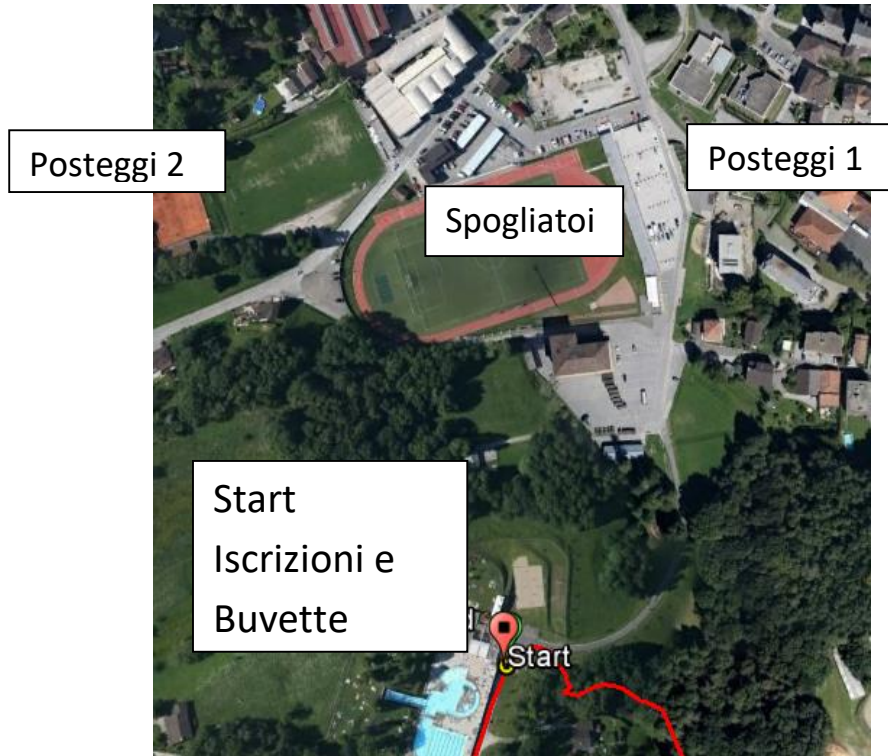 Posteggi 2
Posteggi 1
Spogliatoi
Start
Iscrizioni e
Buvette
Start